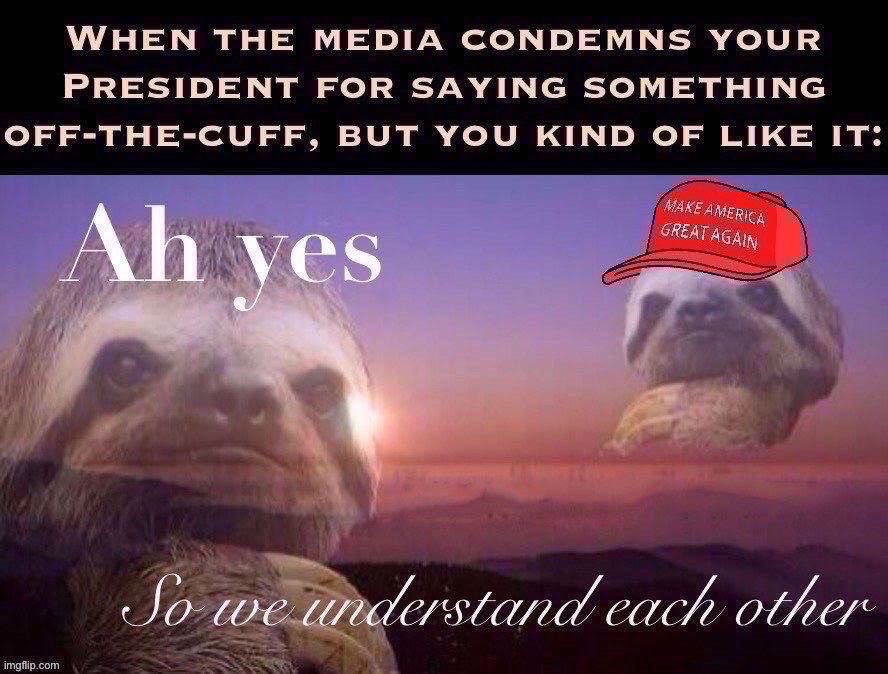 When the media condemns your
President for saying something
off-the-cuff, but you kind of like it:
Ah yes
MAKE AMERICA
GREAT AGAIN
So we understand each other
imgflip.com